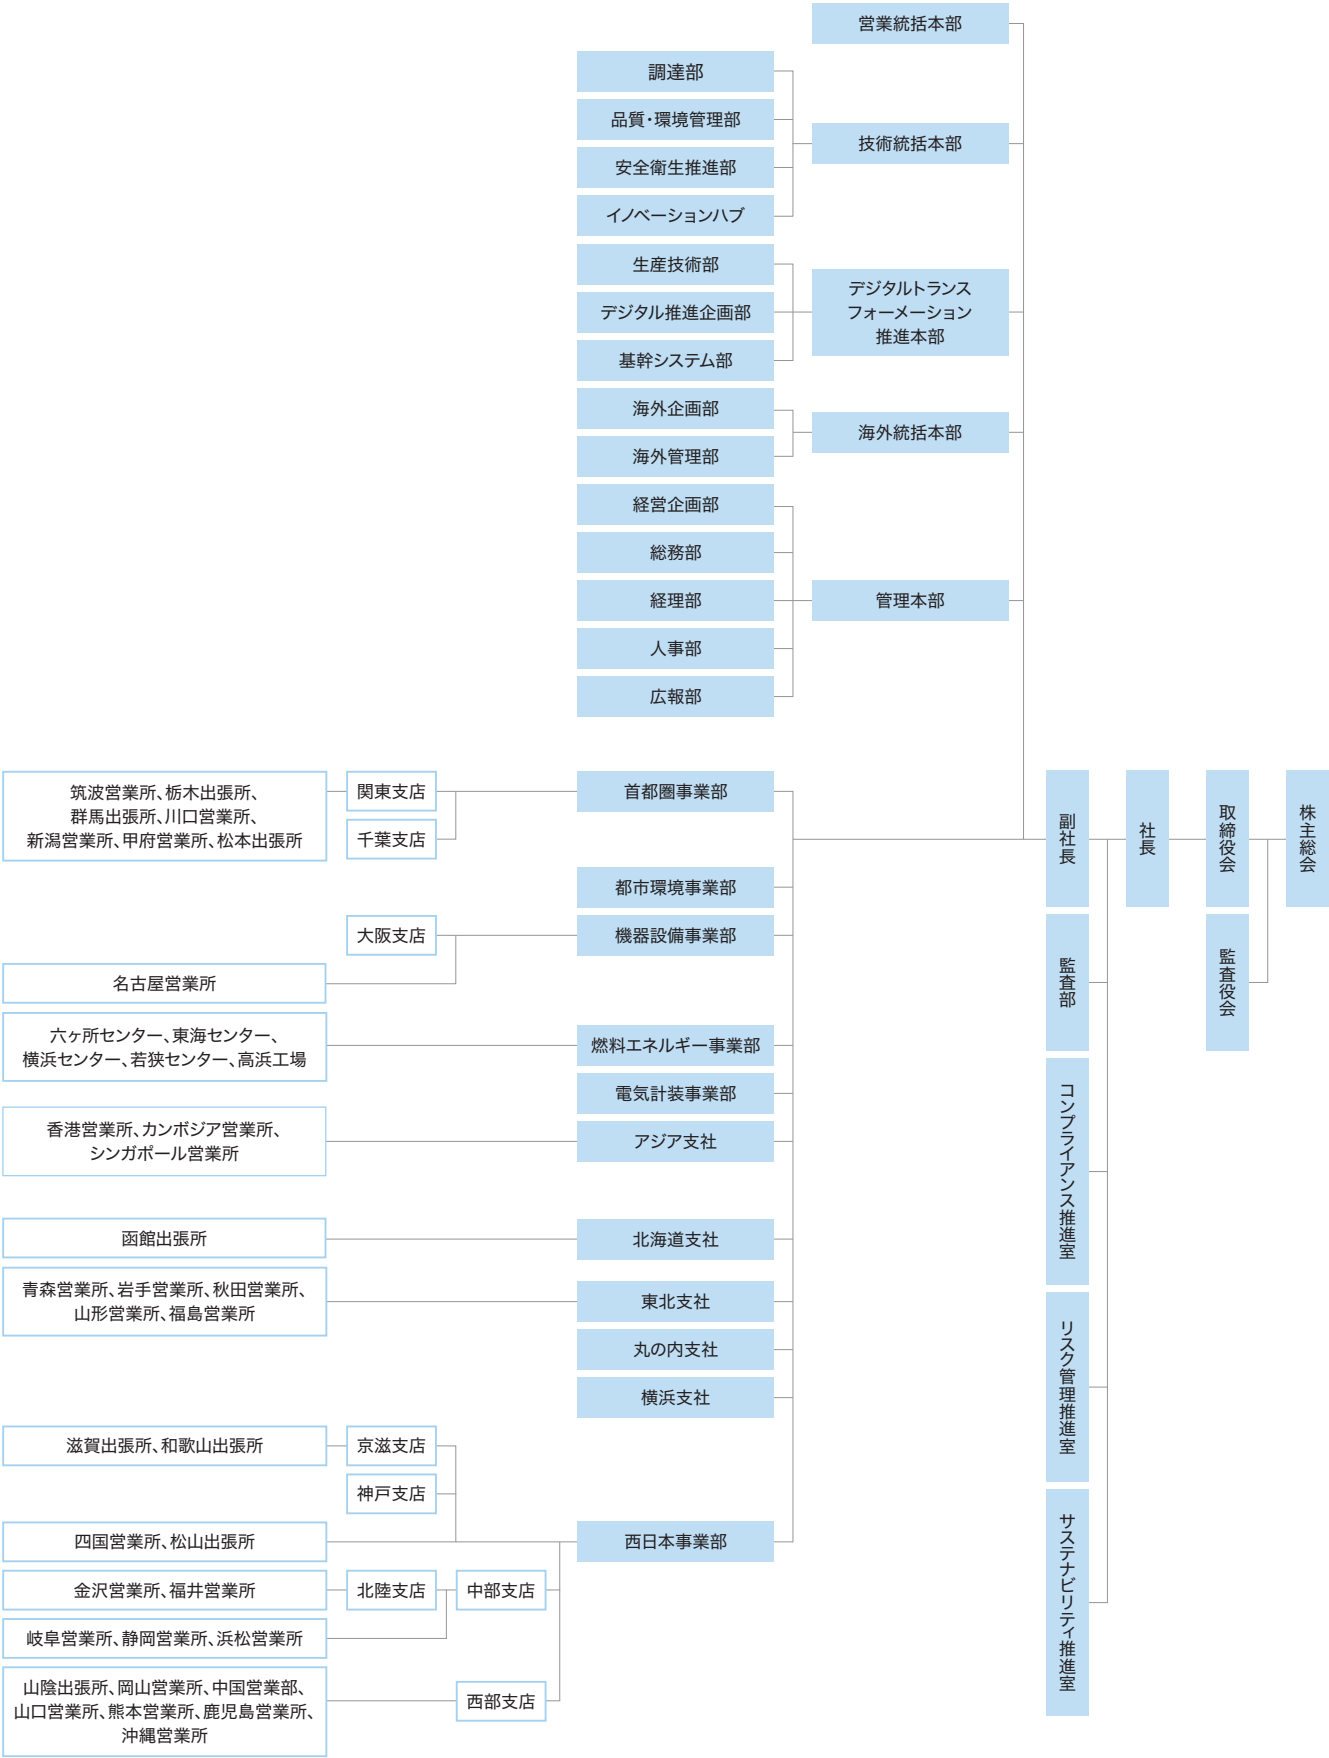 営業統括本部
調達部
品質・環境管理部
技術統括本部
安全衛生推進部
イノベーションハブ
生産技術部
デジタル推進企画部
基幹システム部
デジタルトランス
フォーメーション
推進本部
海外企画部
海外管理部
海外統括本部
経営企画部
総務部
経理部
人事部
広報部
管理本部
筑波営業所、栃木出張所、
群馬出張所、川口営業所、
新潟営業所、甲府営業所、松本出張所
関東支店
千葉支店
首都圏事業部
副社長
社長
取締役会
株主総会
都市環境事業部
大阪支店
機器設備事業部
名古屋営業所
監査部
監査役会
六ヶ所センター、東海センター、
横浜センター、若狭センター、高浜工場
燃料エネルギー事業部
電気計装事業部
香港営業所、カンボジア営業所、
シンガポール営業所
アジア支社
コンプライアンス推進室
函館出張所
北海道支社
青森営業所、岩手営業所、秋田営業所、
山形営業所、福島営業所
東北支社
丸の内支社
横浜支社
リスク管理推進室
滋賀出張所、和歌山出張所
京滋支店
神戸支店
四国営業所、松山出張所
西日本事業部
金沢営業所、福井営業所
北陸支店
中部支店
岐阜営業所、静岡営業所、浜松営業所
山陰出張所、岡山営業所、中国営業部、
山口営業所、熊本営業所、鹿児島営業所、
沖縄営業所
西部支店
サステナビリティ推進室